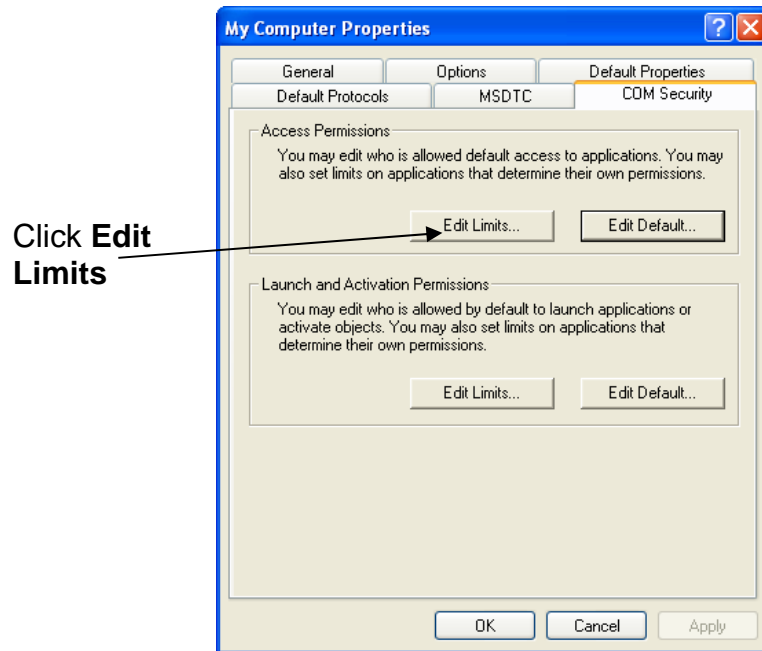 My Computer Properties
General Options Default Properties
Default Protocols MSDTC COM Security
Access Permissions
You may edit who is allowed default access to applications. You may
also set limits on applications that determine their own permissions.
Click Edit
Limits
Edit Limits... Edit Default...
Launch and Activation Permissions
You may edit who is allowed by default to launch applications or
activate objects. You may also set limits on applications that
determine their own permissions.
Edit Limits... Edit Default...
OK Cancel Apply